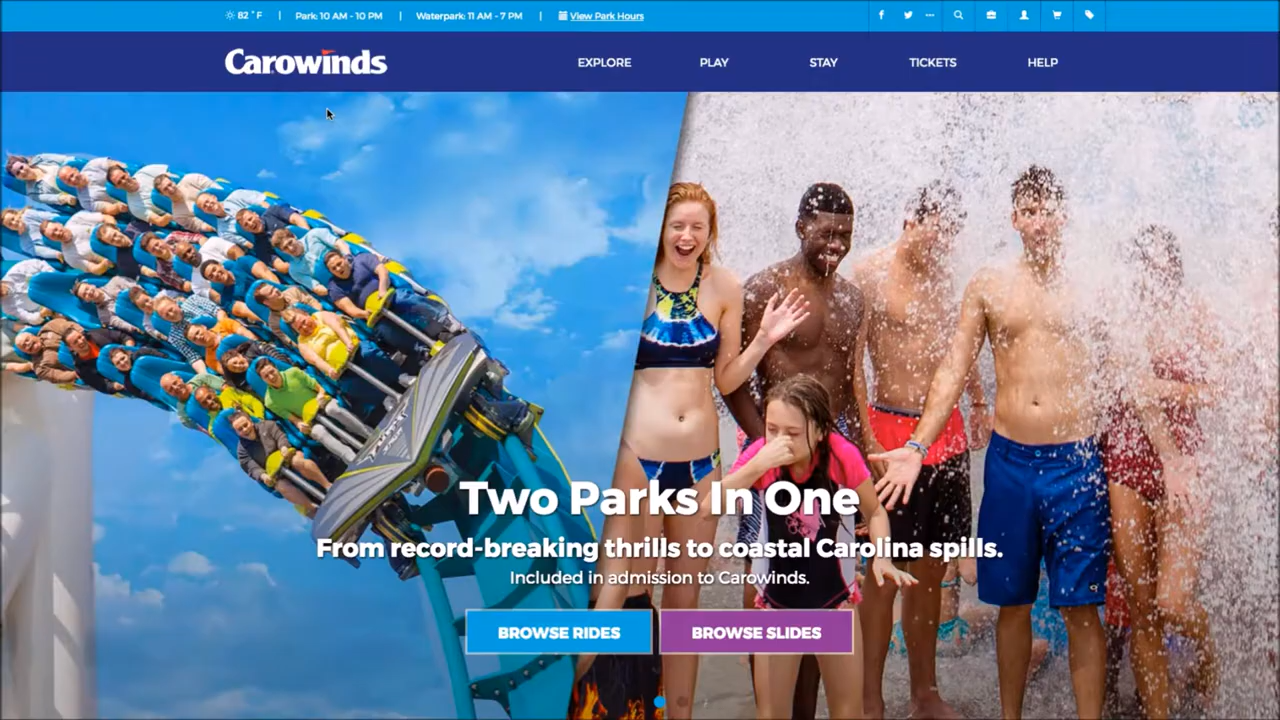 82 ° F | Park: 10 AM - 10 PM | Waterpark: 11 AM - 7 PM | View Park Hours
Carowinds
EXPLORE PLAY STAY TICKETS HELP
Two Parks In One
From record-breaking thrills to coastal Carolina spills.
Included in admission to Carowinds.
BROWSE RIDES BROWSE SLIDES